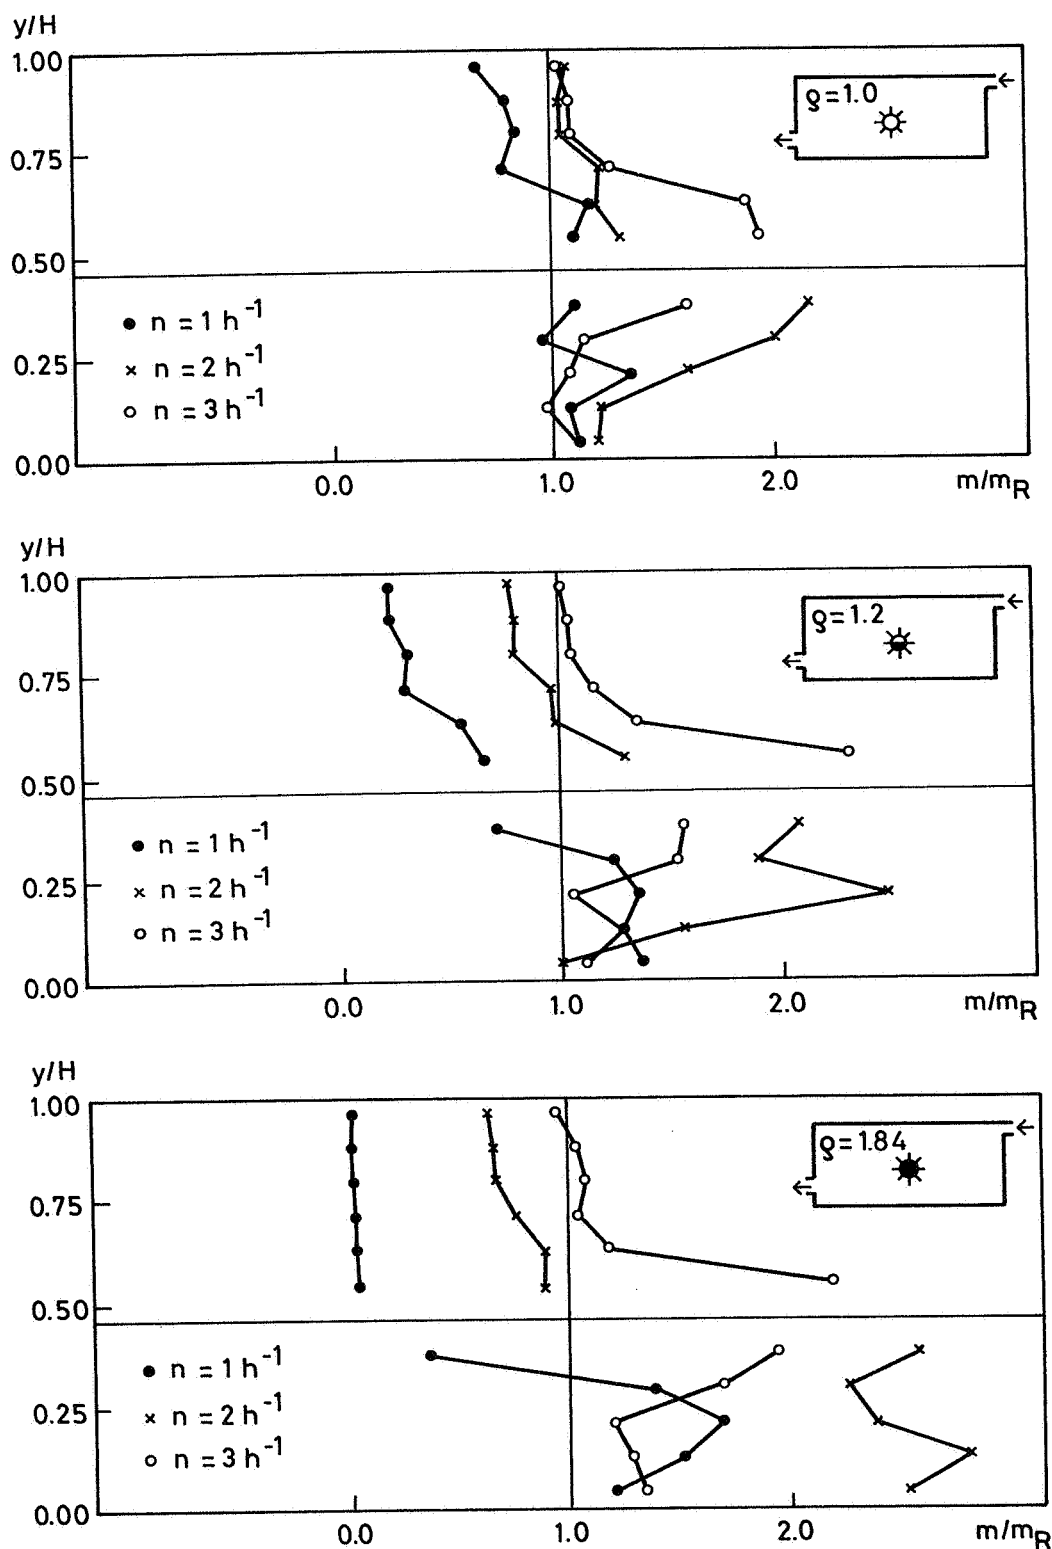 y/H
1.00
ϱ=1.0
0.75
0.50
n = 1 h⁻¹
0.25
n = 2 h⁻¹
n = 3 h⁻¹
0.00
0.0 1.0 2.0 m/mR
y/H
1.00
ϱ=1.2
0.75
0.50
n = 1 h⁻¹
0.25
n = 2 h⁻¹
n = 3 h⁻¹
0.00
0.0 1.0 2.0 m/mR
y/H
1.00
ϱ=1.84
0.75
0.50
n = 1 h⁻¹
0.25
n = 2 h⁻¹
n = 3 h⁻¹
0.00
0.0 1.0 2.0 m/mR